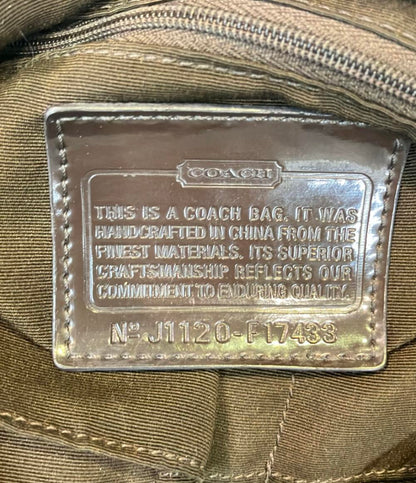 COACH
THIS IS A COACH BAG. IT WAS
HANDCRAFTED IN CHINA FROM THE
FINEST MATERIALS. ITS SUPERIOR
CRAFTSMANSHIP REFLECTS OUR
COMMITMENT TO ENDURING QUALITY.
Nº J1120-F17433